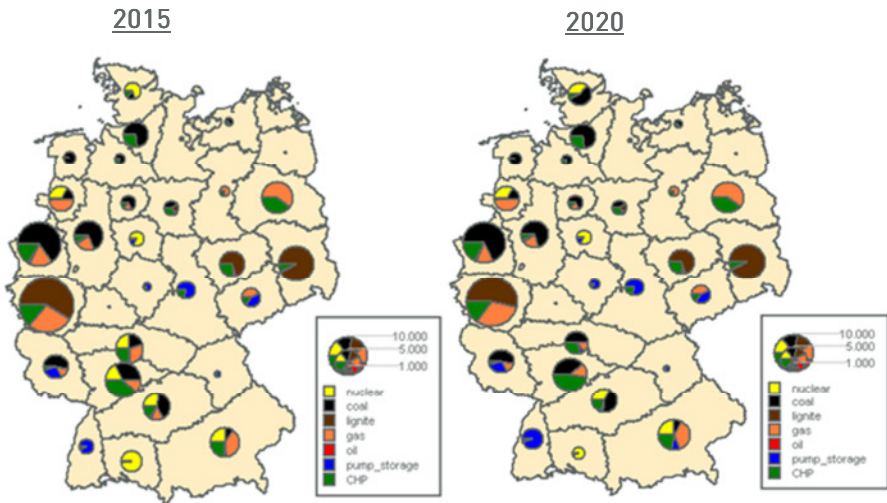 2015
2020
10.000
5.000
1.000
nuclear
coal
lignite
gas
oil
pump_storage
CHP
10.000
5.000
1.000
nuclear
coal
lignite
gas
oil
pump_storage
CHP